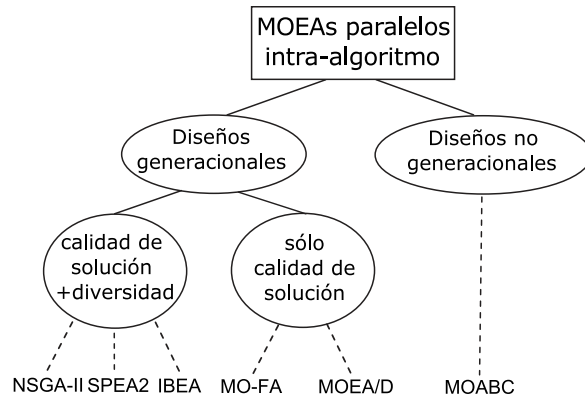 MOEAs paralelos
intra-algoritmo
Diseños
generacionales
Diseños no
generacionales
calidad de
solución
+diversidad
sólo
calidad de
solución
NSGA-II SPEA2 IBEA MO-FA MOEA/D MOABC